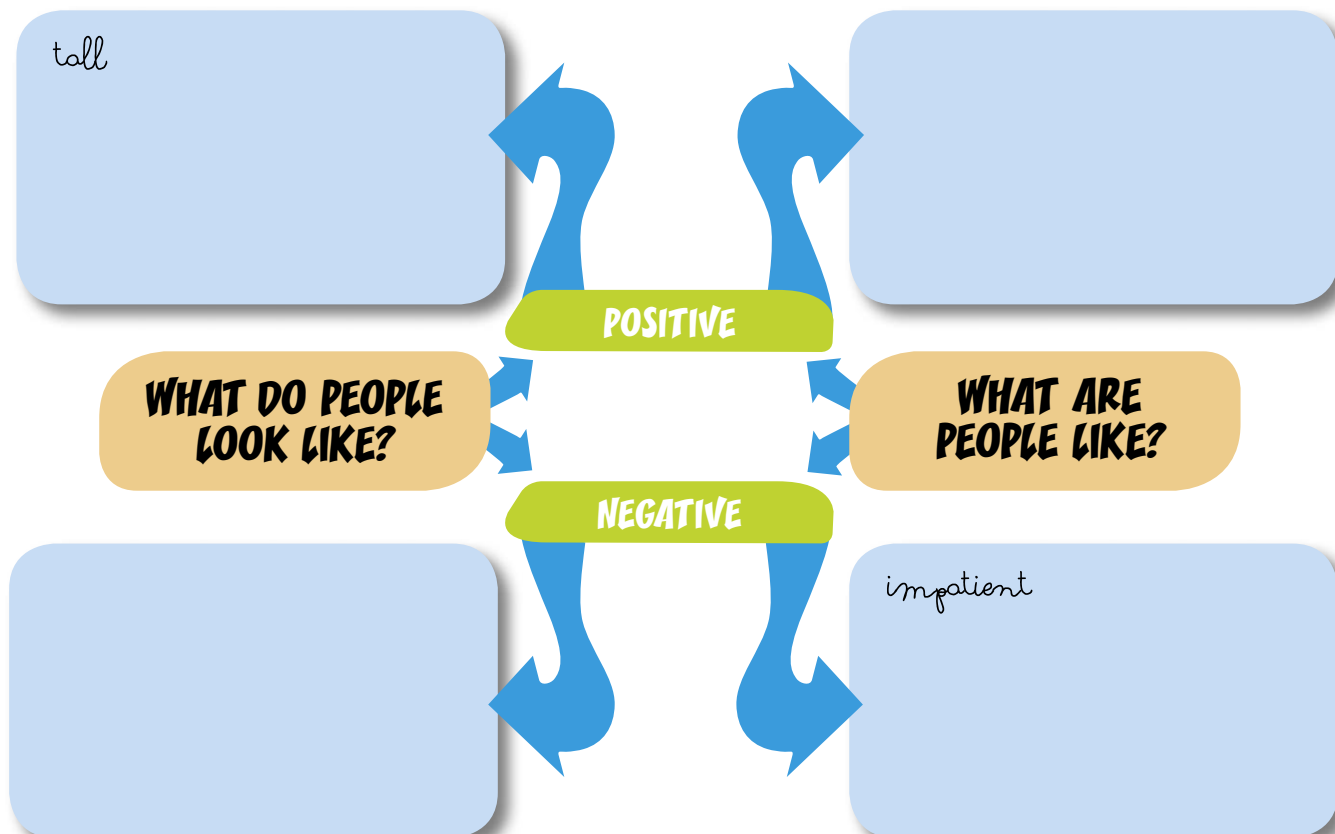 tall
POSITIVE
WHAT DO PEOPLE
LOOK LIKE?
WHAT ARE
PEOPLE LIKE?
NEGATIVE
impatient